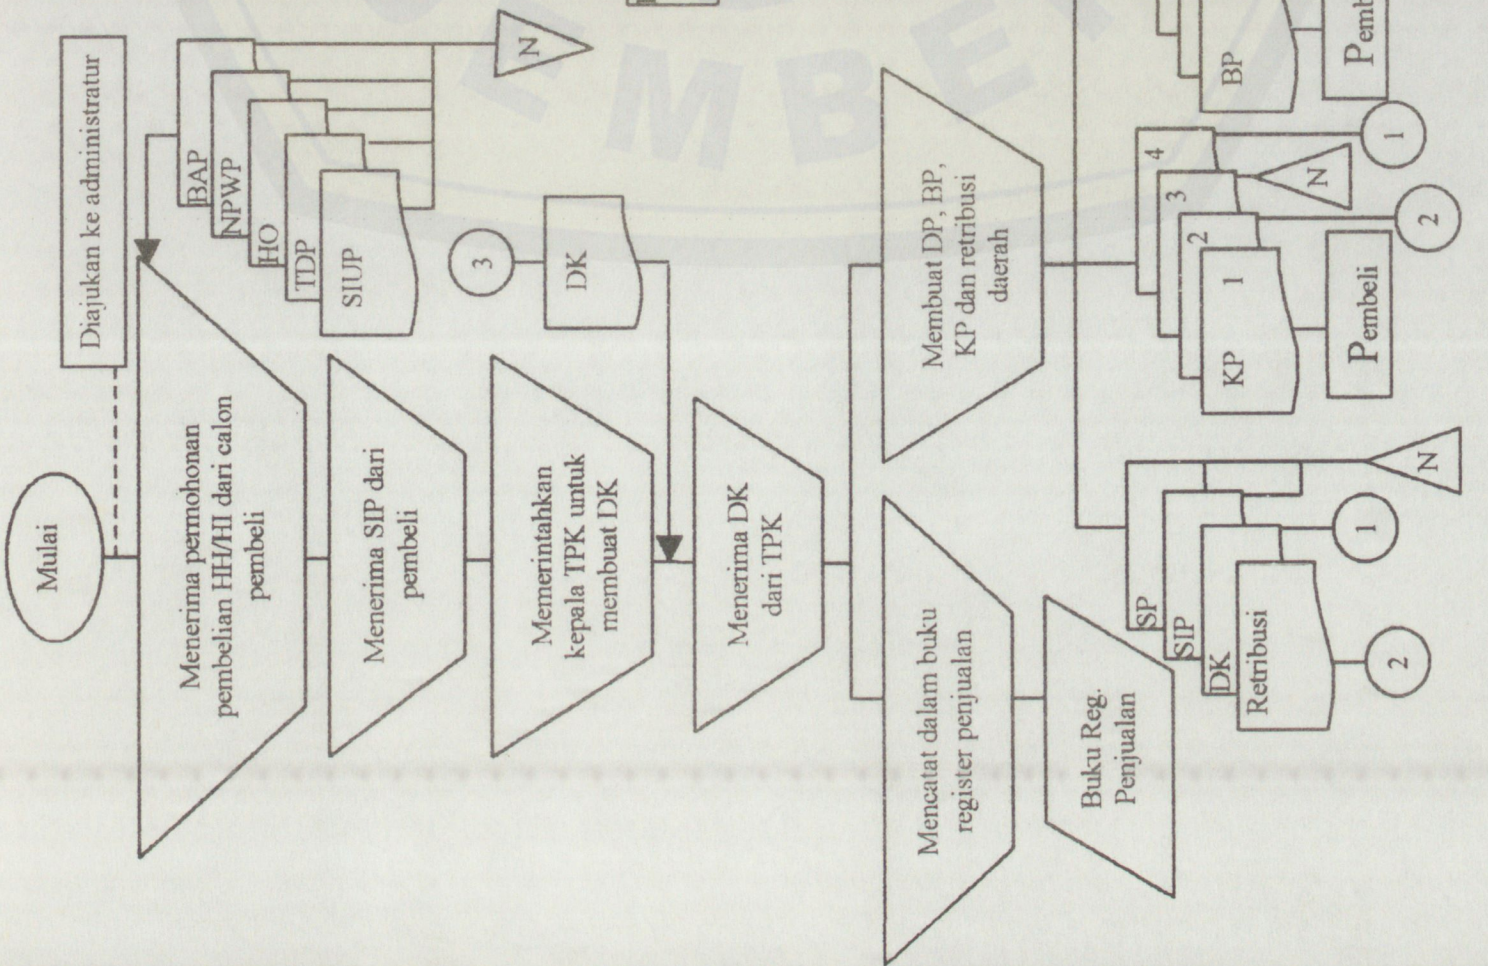 Mulai
Diajukan ke administratur
Menerima permohonan
pembelian HH/HI dari calon
pembeli
BAP
NPWP
HO
TDP
SIUP
N
Menerima SIP dari
pembeli
Memerintahkan
kepala TPK untuk
membuat DK
3
DK
Menerima DK
dari TPK
Mencatat dalam buku
register penjualan
Membuat DP, BP,
KP dan retribusi
daerah
Buku Reg.
Penjualan
SP
SIP
DK
Retribusi
2
1
N
4
3
2
KP 1
Pembeli
N
1
2
BP
Pemb
EMBE